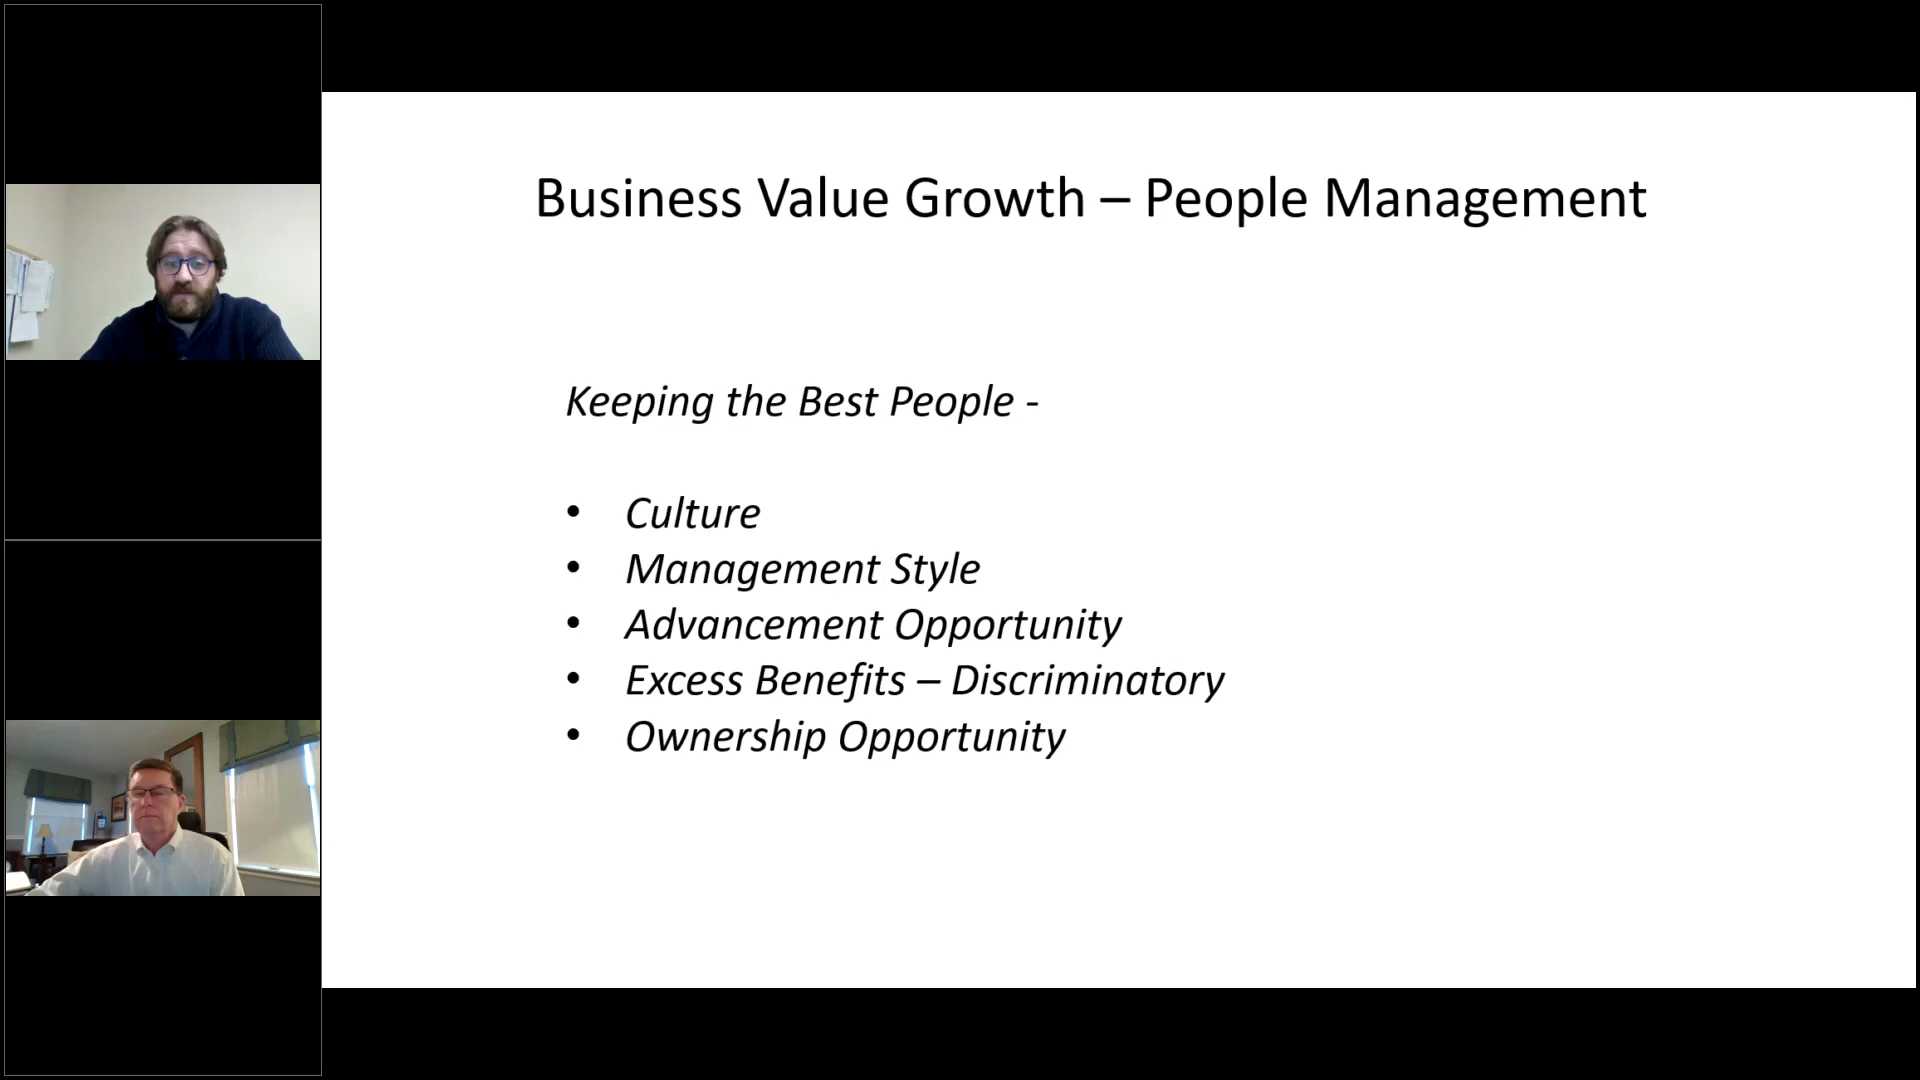 Business Value Growth – People Management
Keeping the Best People -
• Culture
• Management Style
• Advancement Opportunity
• Excess Benefits – Discriminatory
• Ownership Opportunity